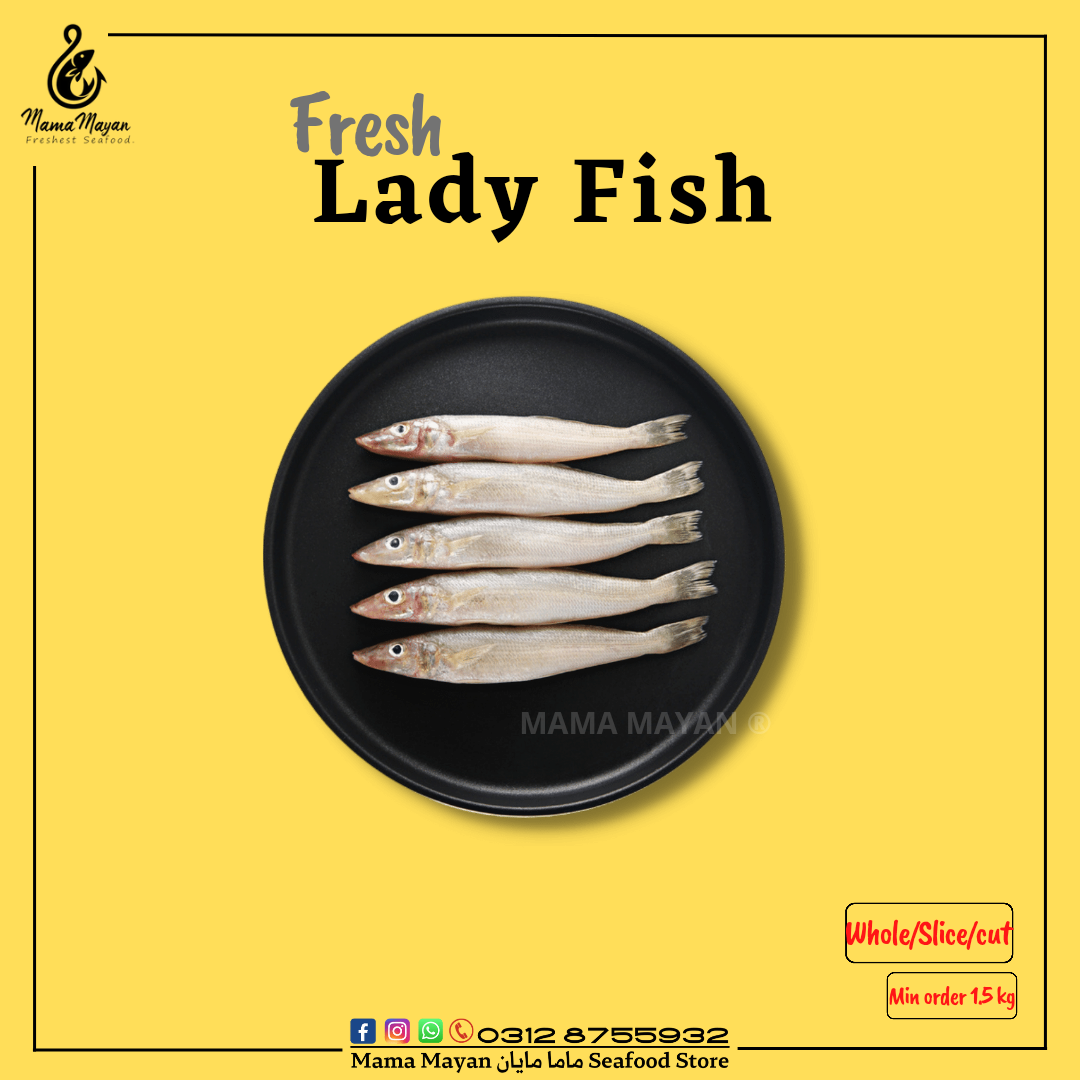 Mama Mayan
Freshest Seafood.
Fresh
Lady Fish
MAMA MAYAN ®
Whole/Slice/cut
Min order 1.5 kg
0312 8755932
Mama Mayan ماما مایان Seafood Store